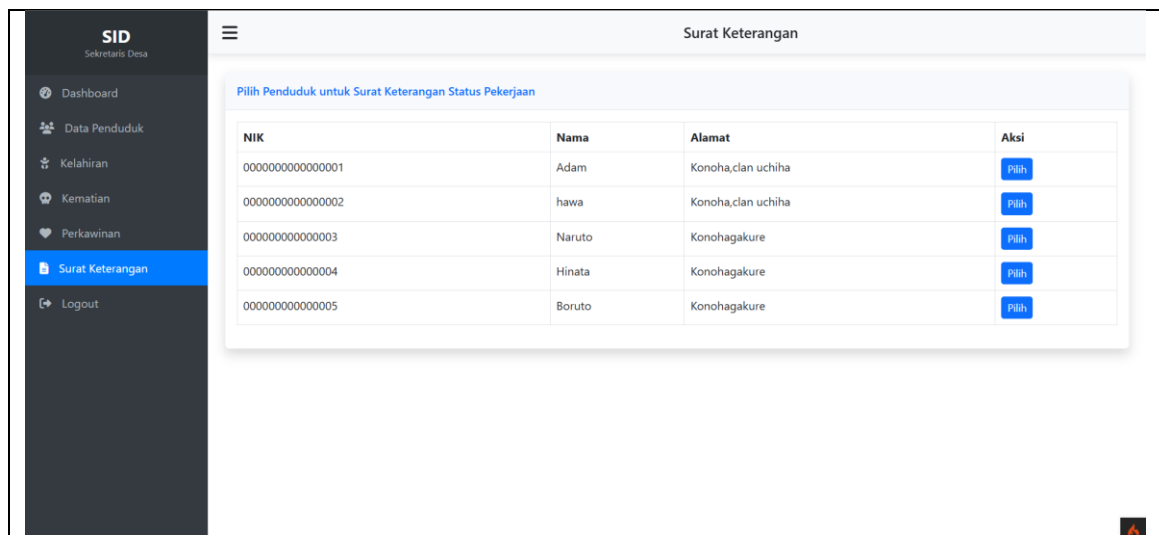 SID
Sekretaris Desa
Dashboard
Data Penduduk
Kelahiran
Kematian
Perkawinan
Surat Keterangan
Logout
Surat Keterangan
Pilih Penduduk untuk Surat Keterangan Status Pekerjaan
NIK Nama Alamat Aksi
0000000000000001 Adam Konoha,clan uchiha Pilih
0000000000000002 hawa Konoha,clan uchiha Pilih
000000000000003 Naruto Konohagakure Pilih
000000000000004 Hinata Konohagakure Pilih
000000000000005 Boruto Konohagakure Pilih